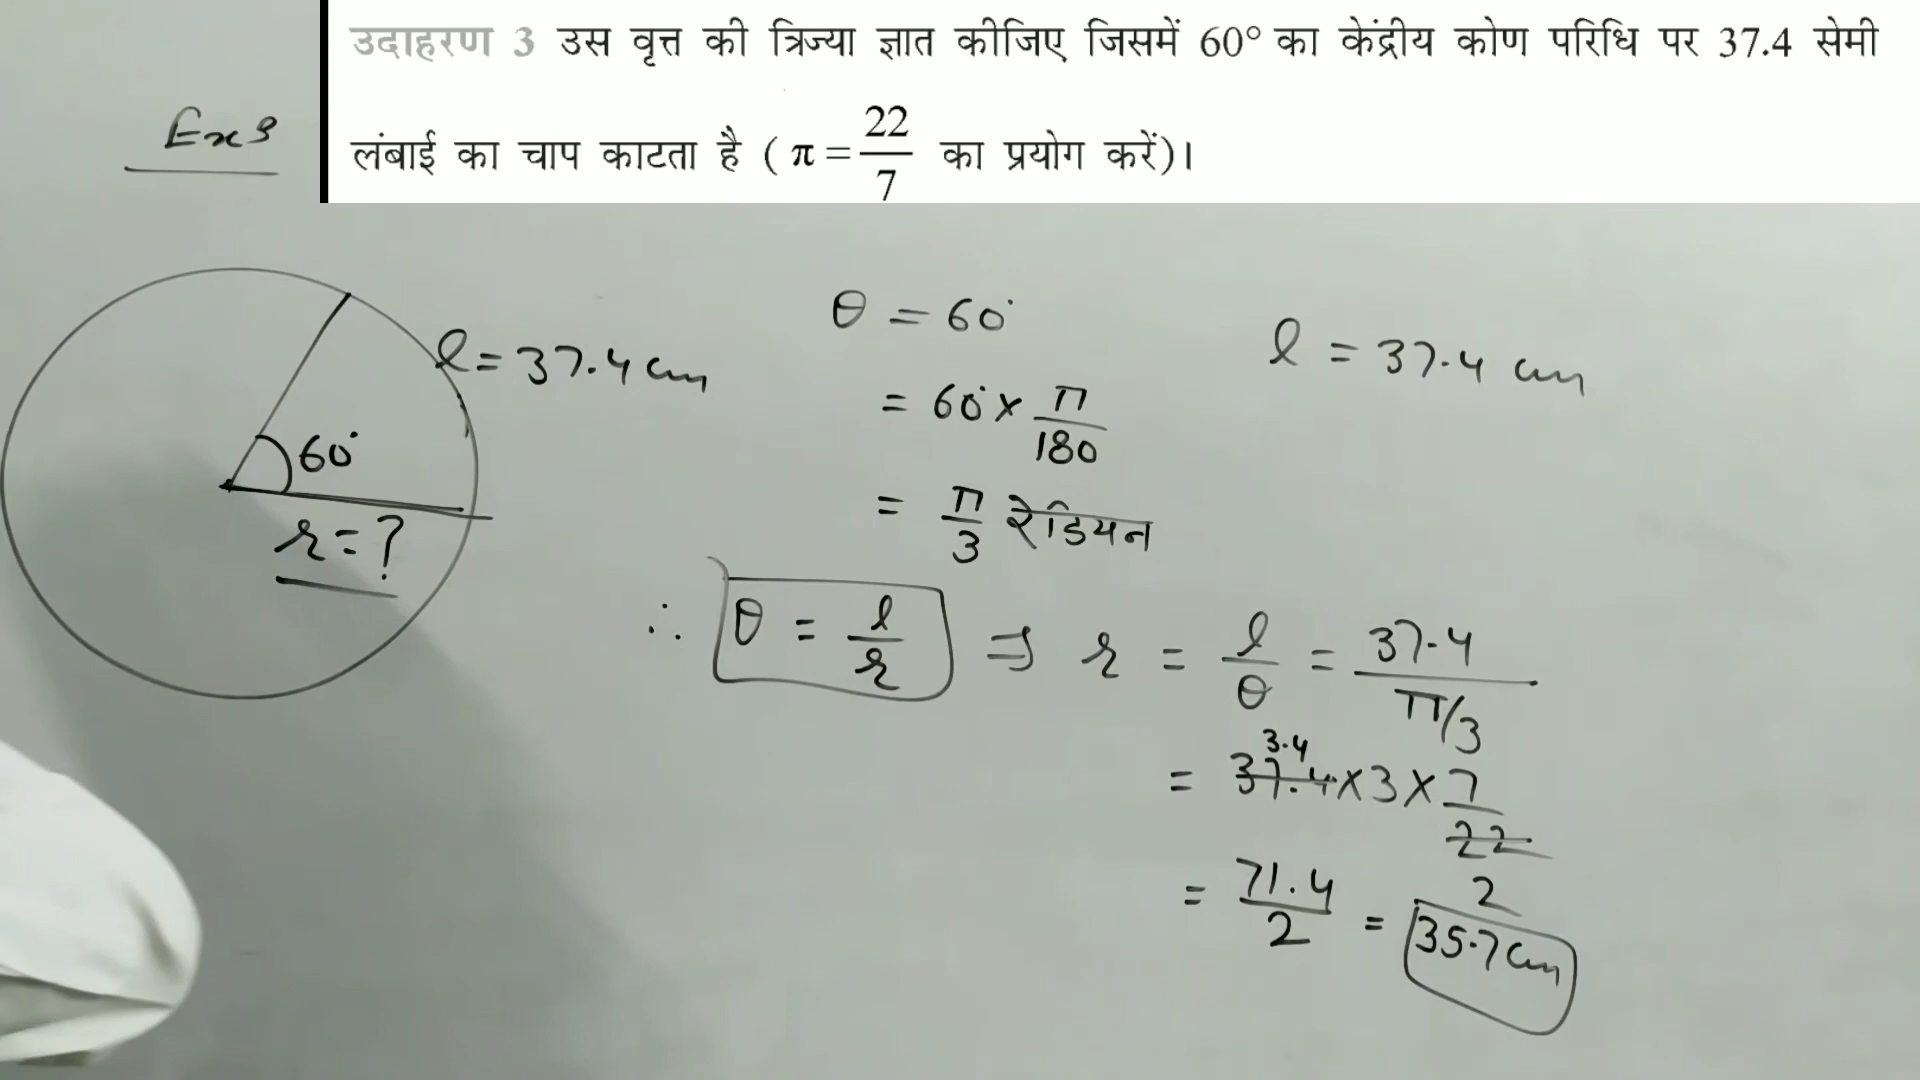 उदाहरण 3 उस वृत्त की त्रिज्या ज्ञात कीजिए जिसमें 60° का केंद्रीय कोण परिधि पर 37.4 सेमी
लंबाई का चाप काटता है ( π = 22/7 का प्रयोग करें)।
Ex 3
l = 37.4 cm
60°
r = ?
θ = 60°
= 60° × π/180
= π/3 रेडियन
l = 37.4 cm
∴ θ = l/r ⇒ r = l/θ = 37.4/π/3
3.4
= 37.4 × 3 × 7/22
2
= 71.4/2 = 35.7 cm